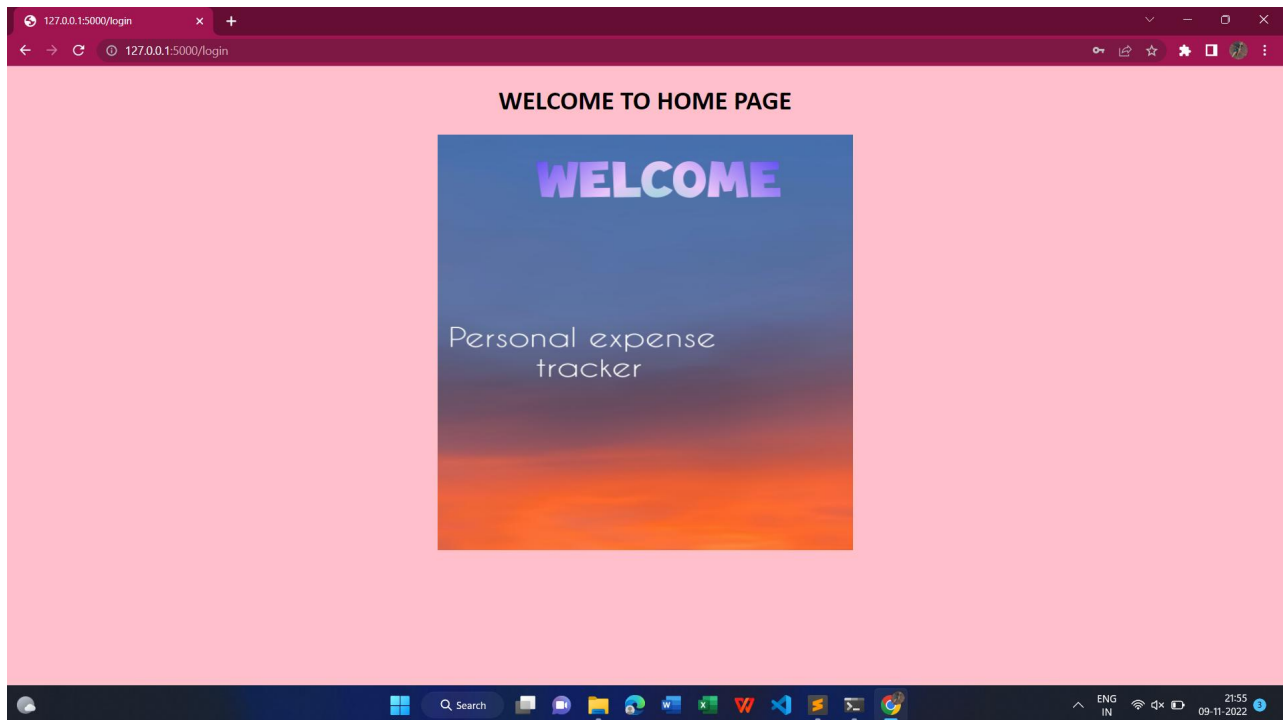 127.0.0.1:5000/login
127.0.0.1:5000/login
WELCOME TO HOME PAGE
WELCOME
Personal expense
tracker
Search
ENG
IN
21:55
09-11-2022
3